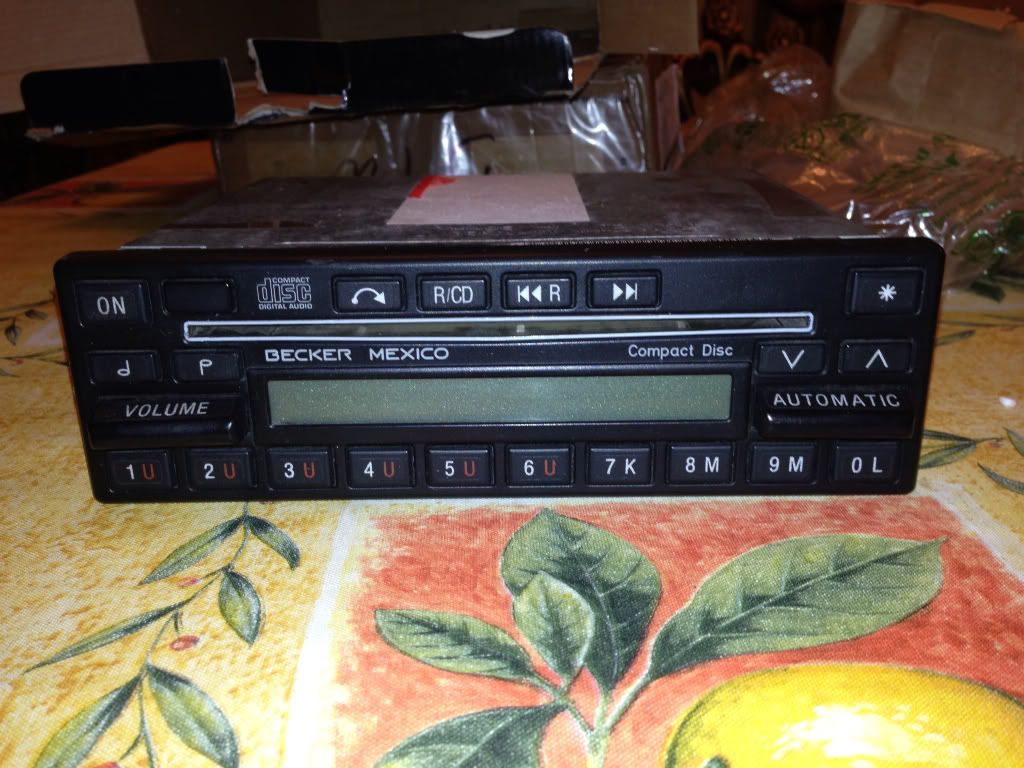 ON
COMPACT
disc
DIGITAL AUDIO
R/CD
R
*
BECKER MEXICO
Compact Disc
P
VOLUME
AUTOMATIC
1 U
2 U
3 U
4 U
5 U
6 U
7 K
8 M
9 M
0 L